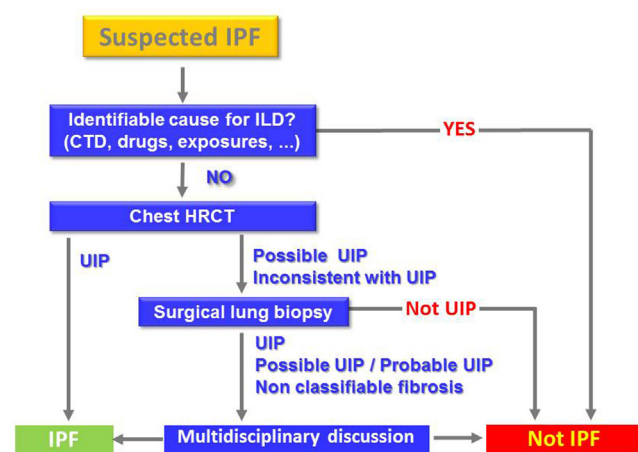 Suspected IPF
Identifiable cause for ILD?
(CTD, drugs, exposures, ...)
YES
NO
Chest HRCT
UIP
Possible UIP
Inconsistent with UIP
Surgical lung biopsy
Not UIP
UIP
Possible UIP / Probable UIP
Non classifiable fibrosis
IPF
Multidisciplinary discussion
Not IPF